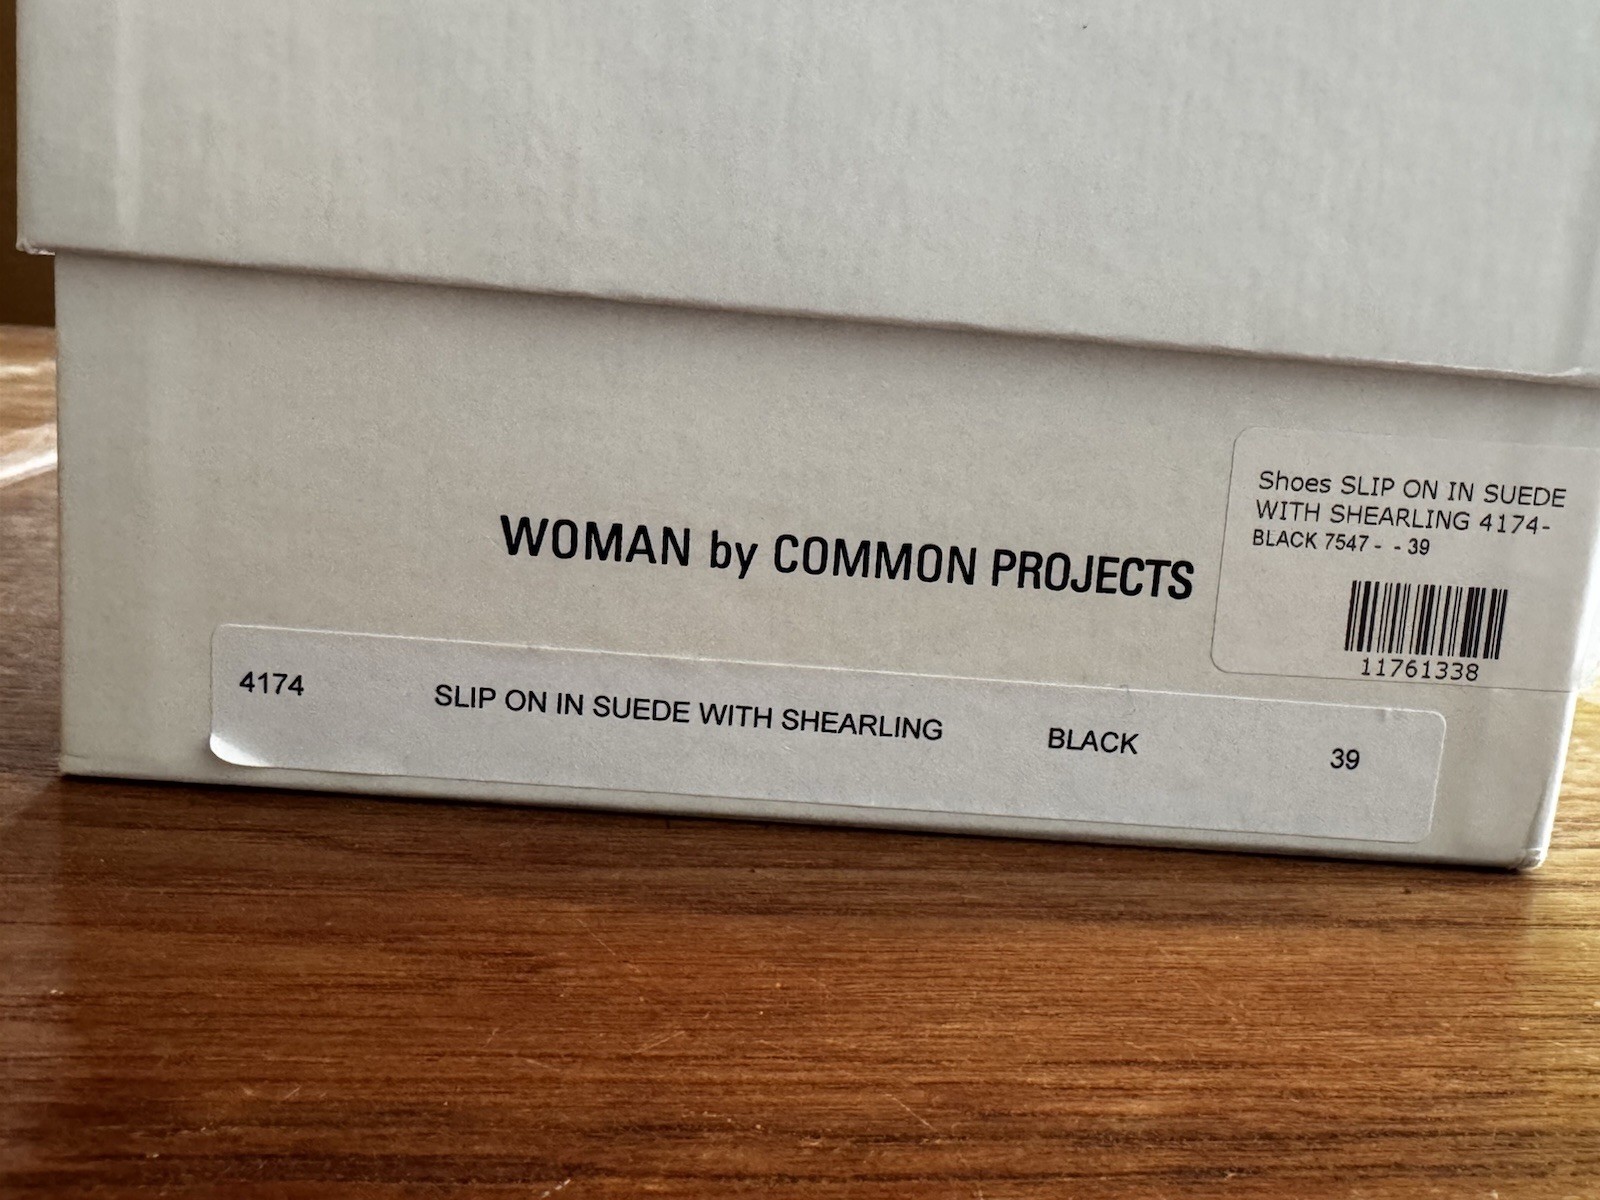 WOMAN by COMMON PROJECTS
Shoes SLIP ON IN SUEDE
WITH SHEARLING 4174-
BLACK 7547 - - 39
11761338
4174 SLIP ON IN SUEDE WITH SHEARLING BLACK 39